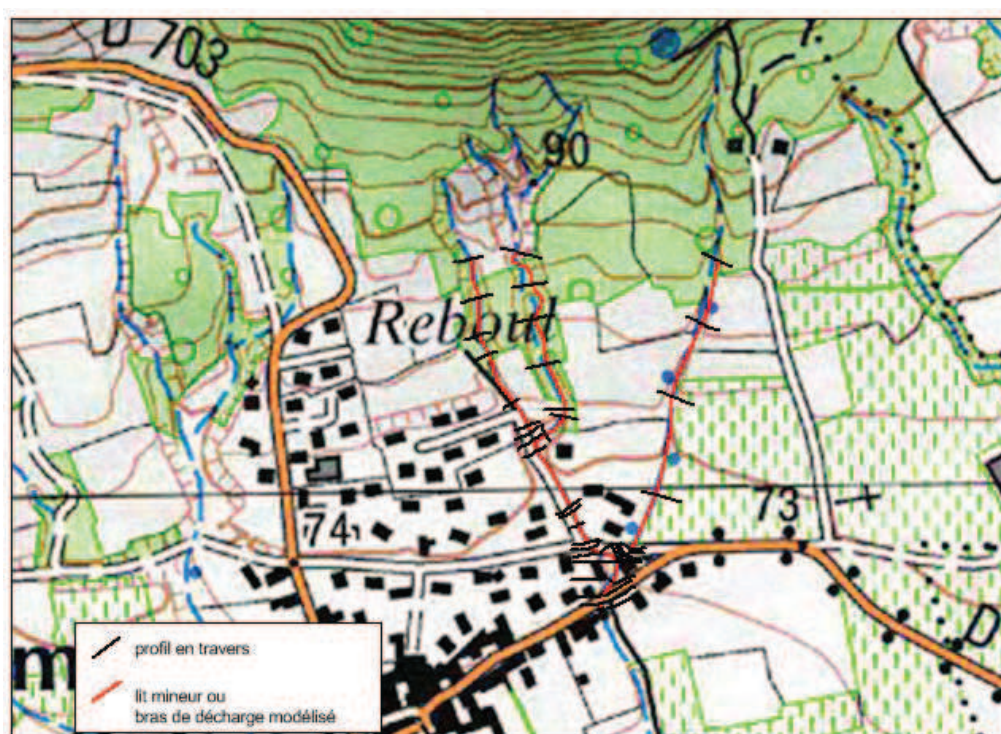 D 703
90
Reboul
73
74
D
m
profil en travers
lit mineur ou
bras de décharge modélisé